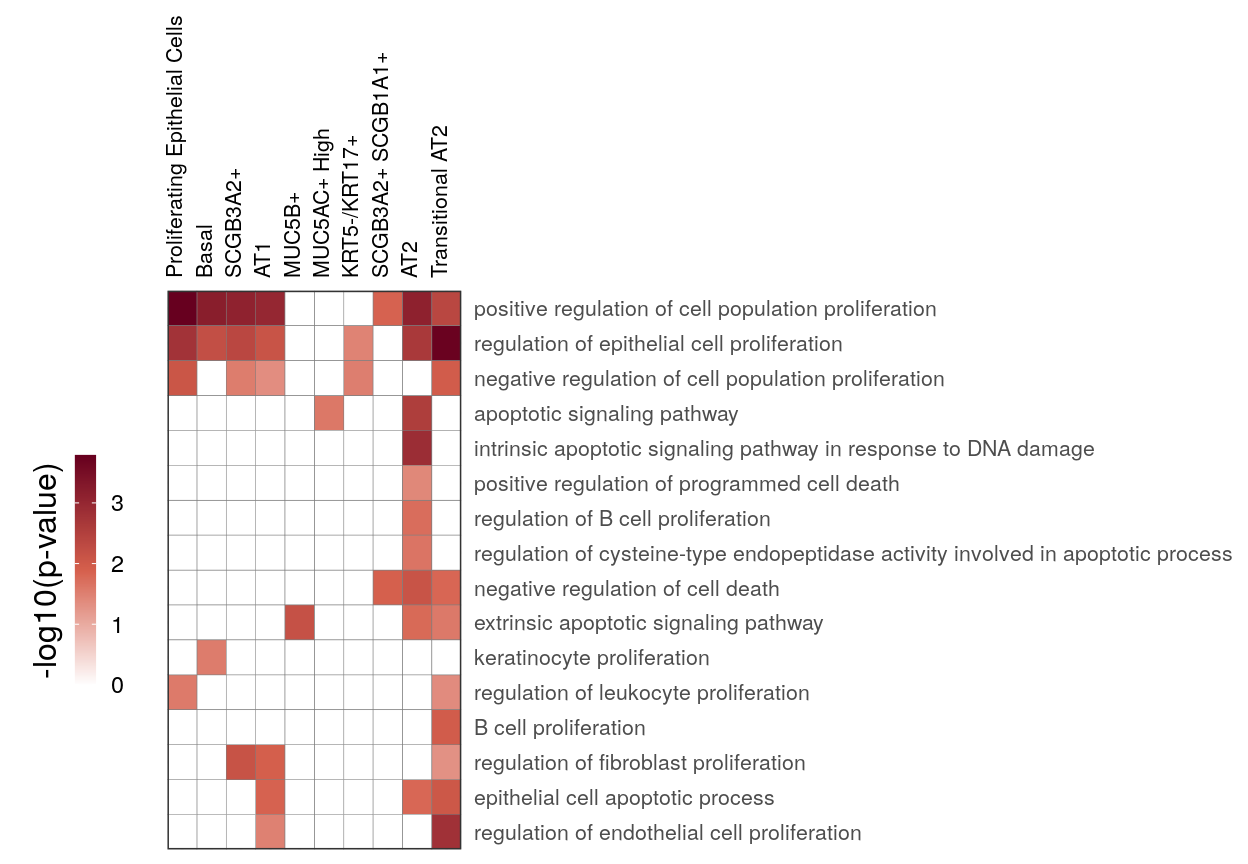 Proliferating Epithelial Cells
Basal
SCGB3A2+
AT1
MUC5B+
MUC5AC+ High
KRT5-/KRT17+
SCGB3A2+ SCGB1A1+
AT2
Transitional AT2
positive regulation of cell population proliferation
regulation of epithelial cell proliferation
negative regulation of cell population proliferation
apoptotic signaling pathway
intrinsic apoptotic signaling pathway in response to DNA damage
positive regulation of programmed cell death
regulation of B cell proliferation
regulation of cysteine-type endopeptidase activity involved in apoptotic process
negative regulation of cell death
extrinsic apoptotic signaling pathway
keratinocyte proliferation
regulation of leukocyte proliferation
B cell proliferation
regulation of fibroblast proliferation
epithelial cell apoptotic process
regulation of endothelial cell proliferation
-log10(p-value)
3
2
1
0